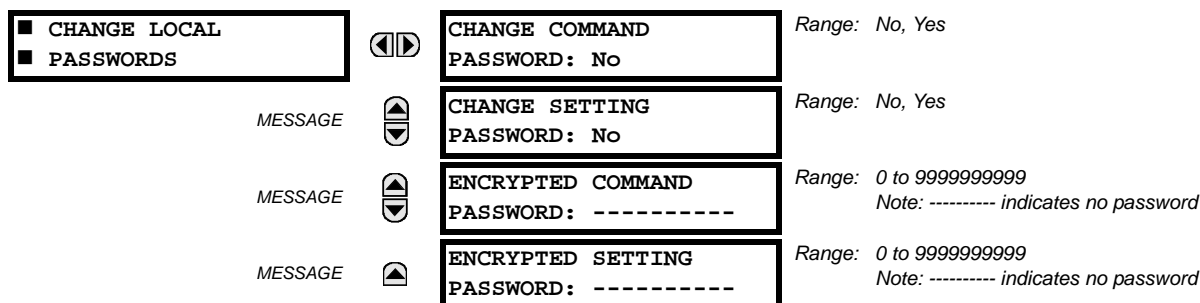 ■ CHANGE LOCAL
■ PASSWORDS
CHANGE COMMAND
PASSWORD: No
Range: No, Yes
MESSAGE
CHANGE SETTING
PASSWORD: No
Range: No, Yes
MESSAGE
ENCRYPTED COMMAND
PASSWORD: ----------
Range: 0 to 9999999999
Note: ---------- indicates no password
MESSAGE
ENCRYPTED SETTING
PASSWORD: ----------
Range: 0 to 9999999999
Note: ---------- indicates no password